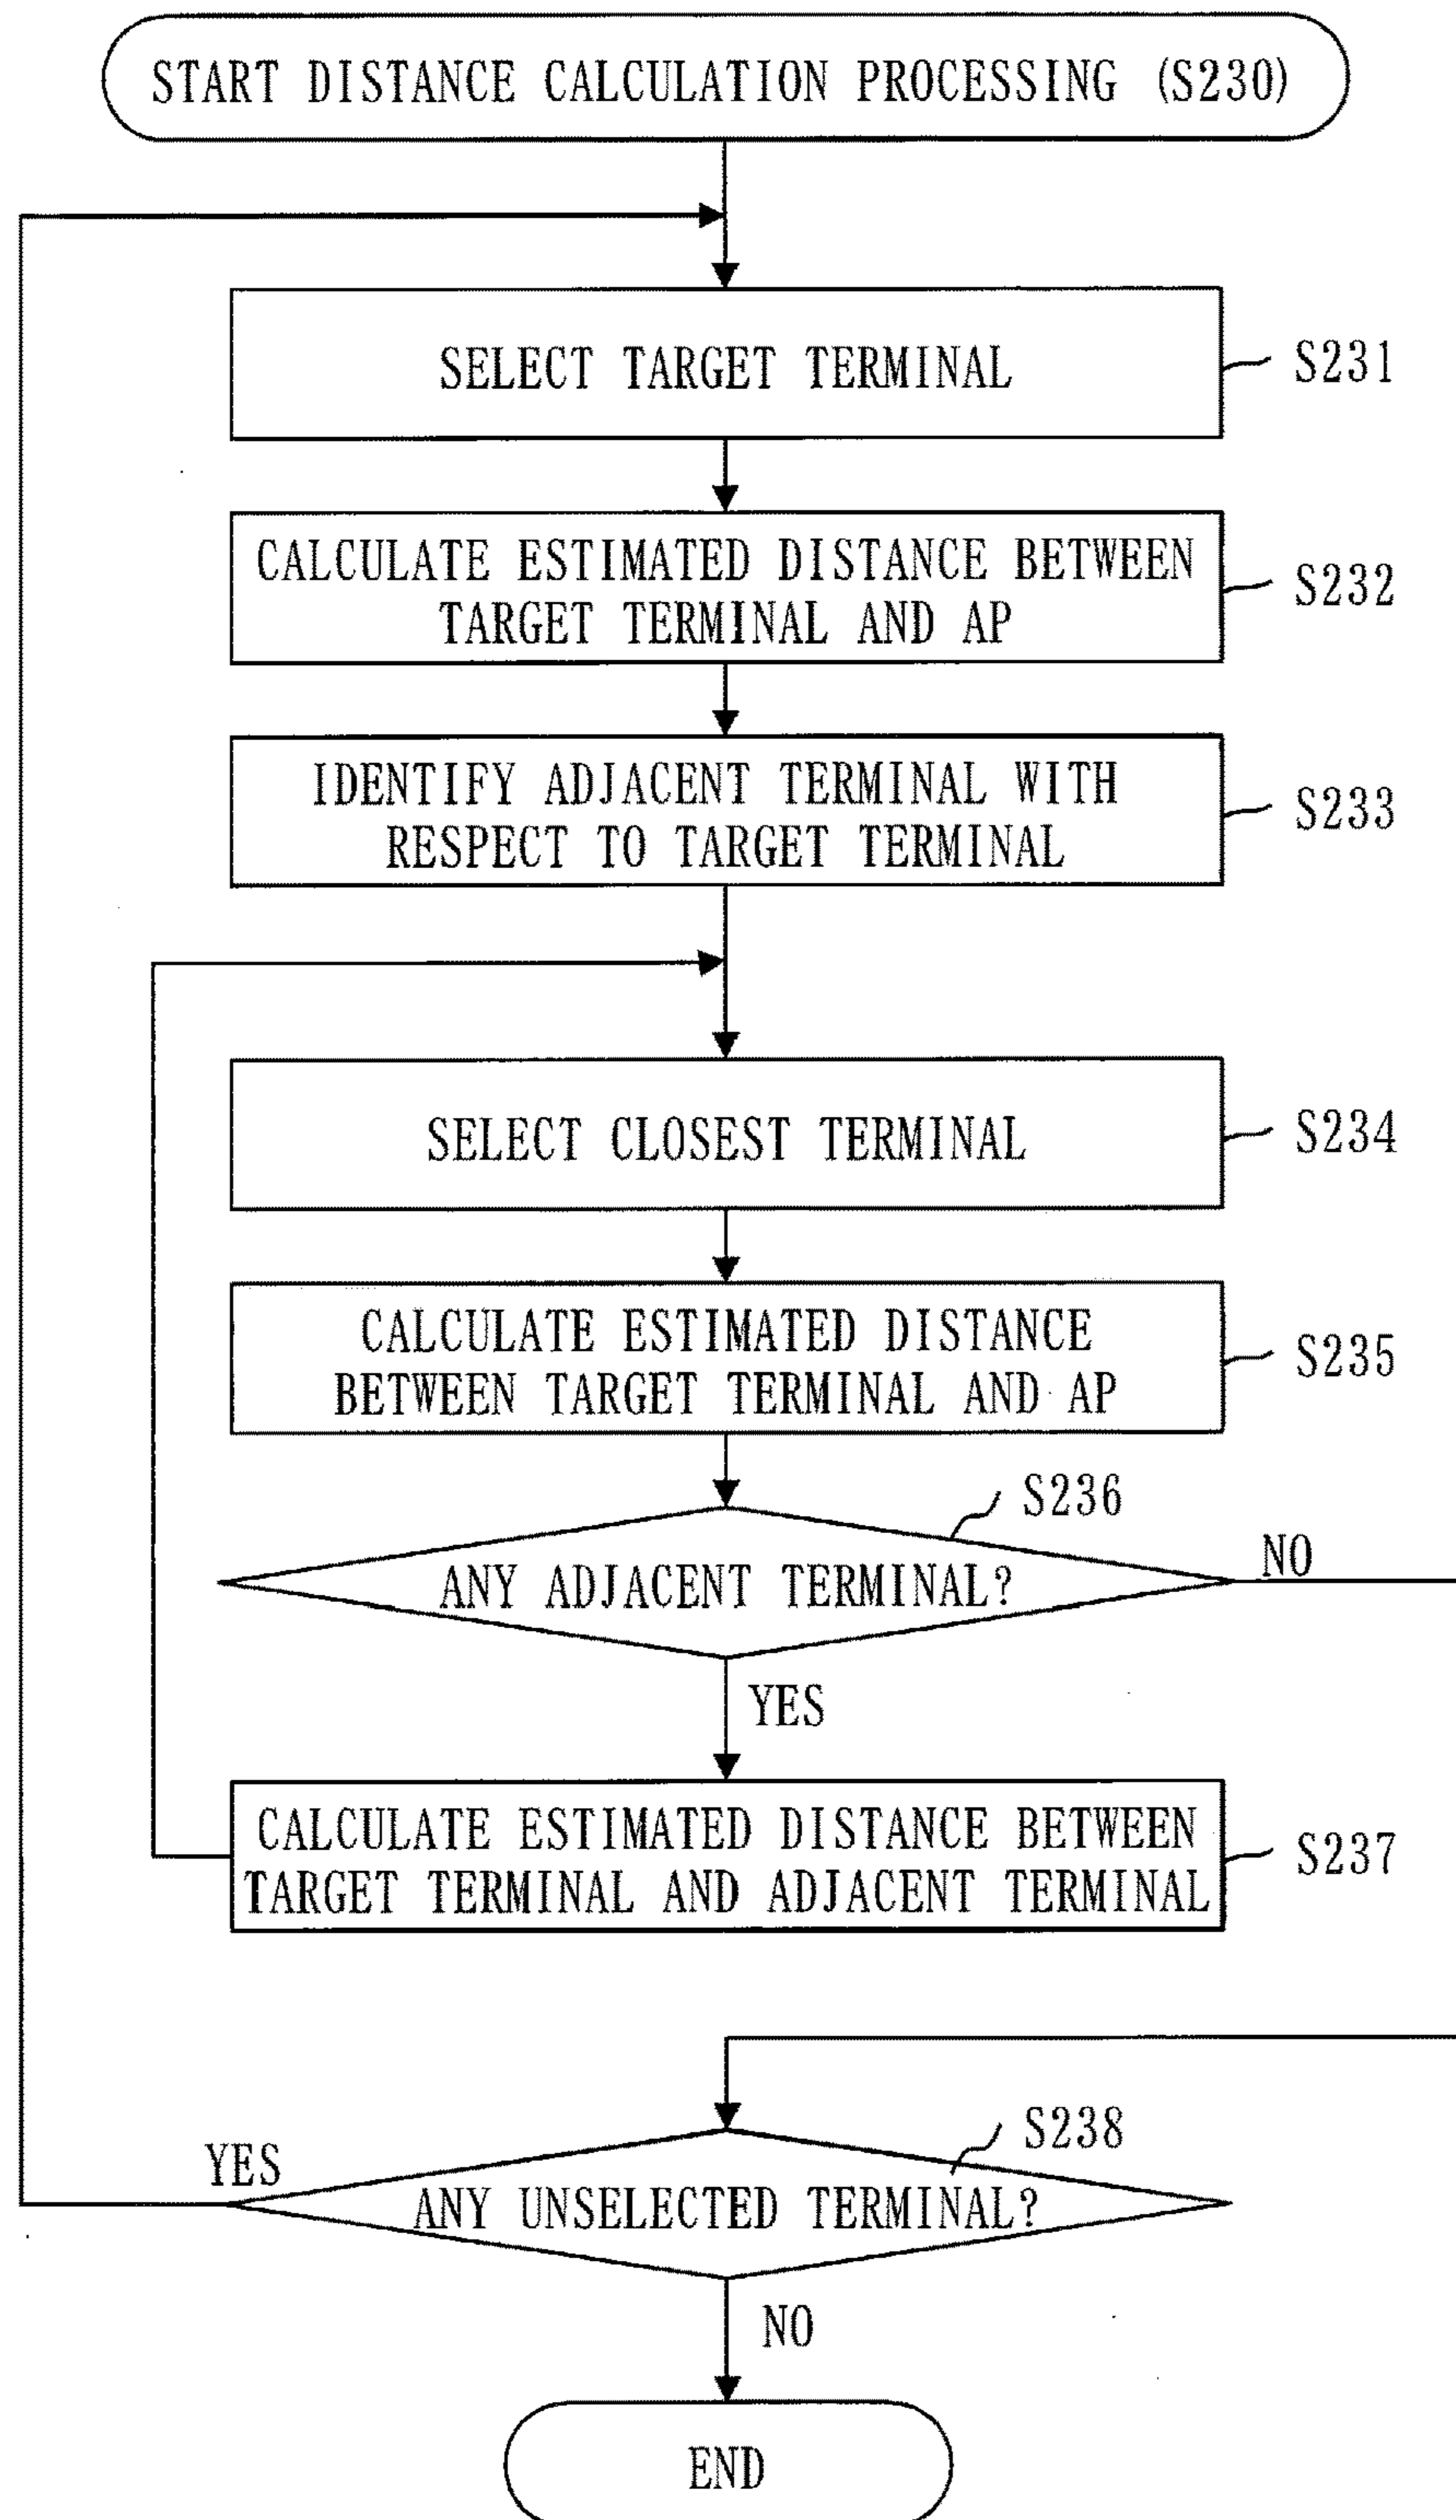 START DISTANCE CALCULATION PROCESSING (S230)
SELECT TARGET TERMINAL
S231
CALCULATE ESTIMATED DISTANCE BETWEEN
TARGET TERMINAL AND AP
S232
IDENTIFY ADJACENT TERMINAL WITH
RESPECT TO TARGET TERMINAL
S233
SELECT CLOSEST TERMINAL
S234
CALCULATE ESTIMATED DISTANCE
BETWEEN TARGET TERMINAL AND AP
S235
S236
ANY ADJACENT TERMINAL?
NO
YES
CALCULATE ESTIMATED DISTANCE BETWEEN
TARGET TERMINAL AND ADJACENT TERMINAL
S237
S238
YES
ANY UNSELECTED TERMINAL?
NO
END